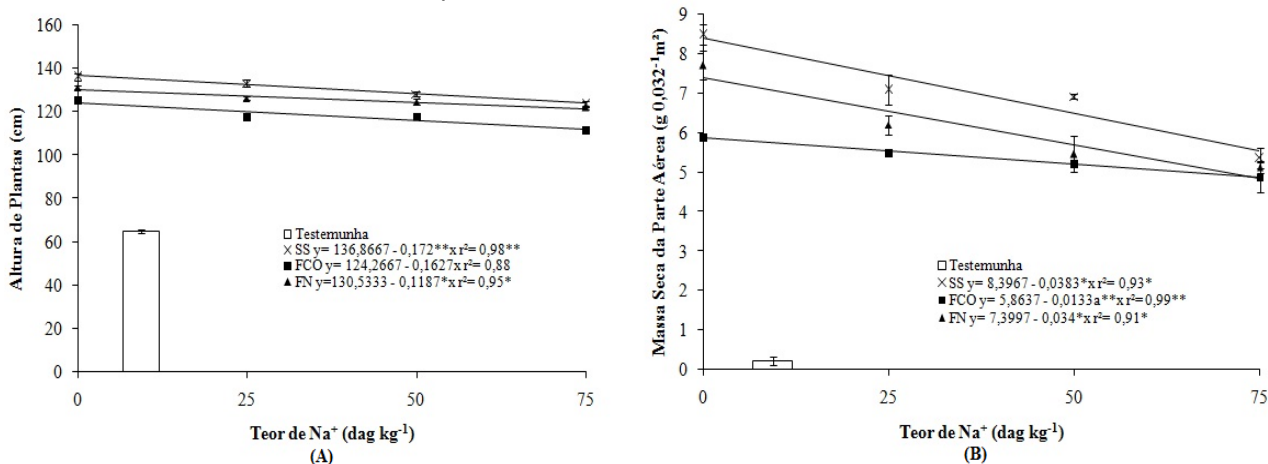 160
140
120
100
80
60
40
20
0
Altura de Plantas (cm)
Testemunha
SS y= 136,8667 - 0,172**x r²= 0,98**
FCO y= 124,2667 - 0,1627x r²= 0,88
FN y=130,5333 - 0,1187*x r²= 0,95*
0 25 50 75
Teor de Na⁺ (dag kg⁻¹)
(A)
9
8
7
6
5
4
3
2
1
0
Massa Seca da Parte Aérea (g 0,032⁻¹m²)
Testemunha
SS y= 8,3967 - 0,0383*x r²= 0,93*
FCO y= 5,8637 - 0,0133a**x r²= 0,99**
FN y= 7,3997 - 0,034*x r²= 0,91*
0 25 50 75
Teor de Na⁺ (dag kg⁻¹)
(B)